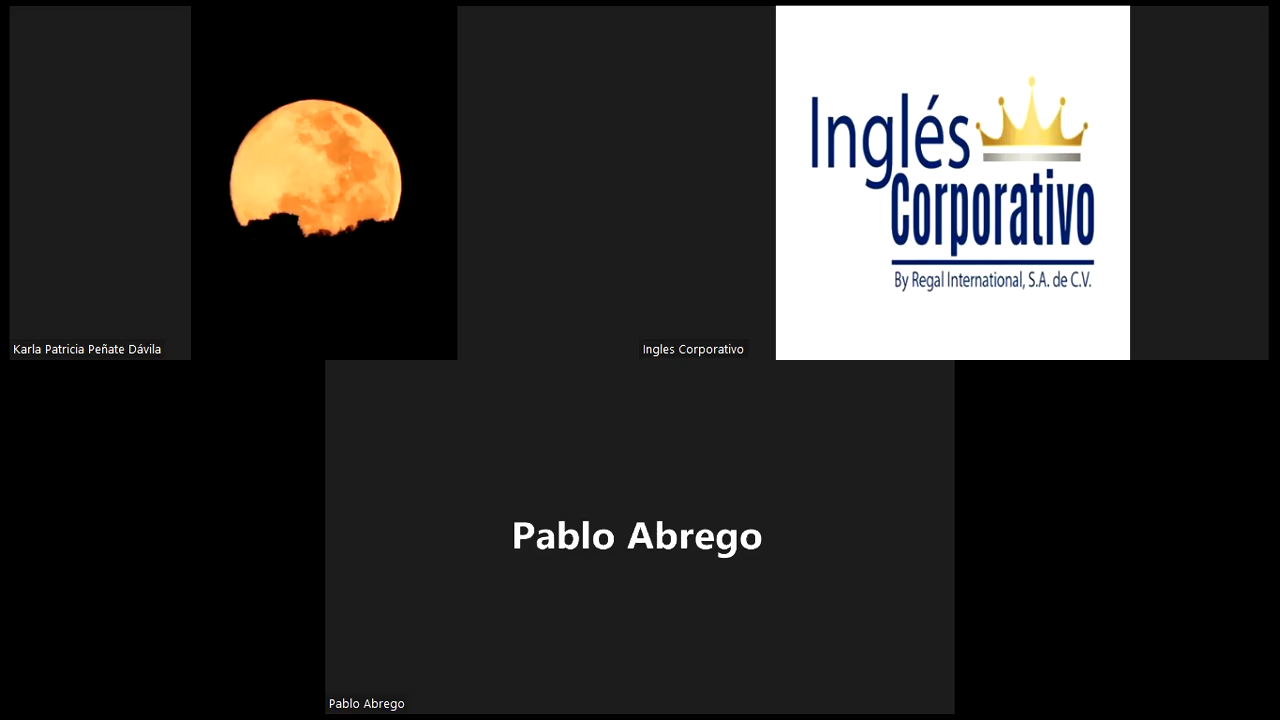 Inglés
Corporativo
By Regal International, S.A. de C.V.
Karla Patricia Peñate Dávila
Ingles Corporativo
Pablo Abrego
Pablo Abrego